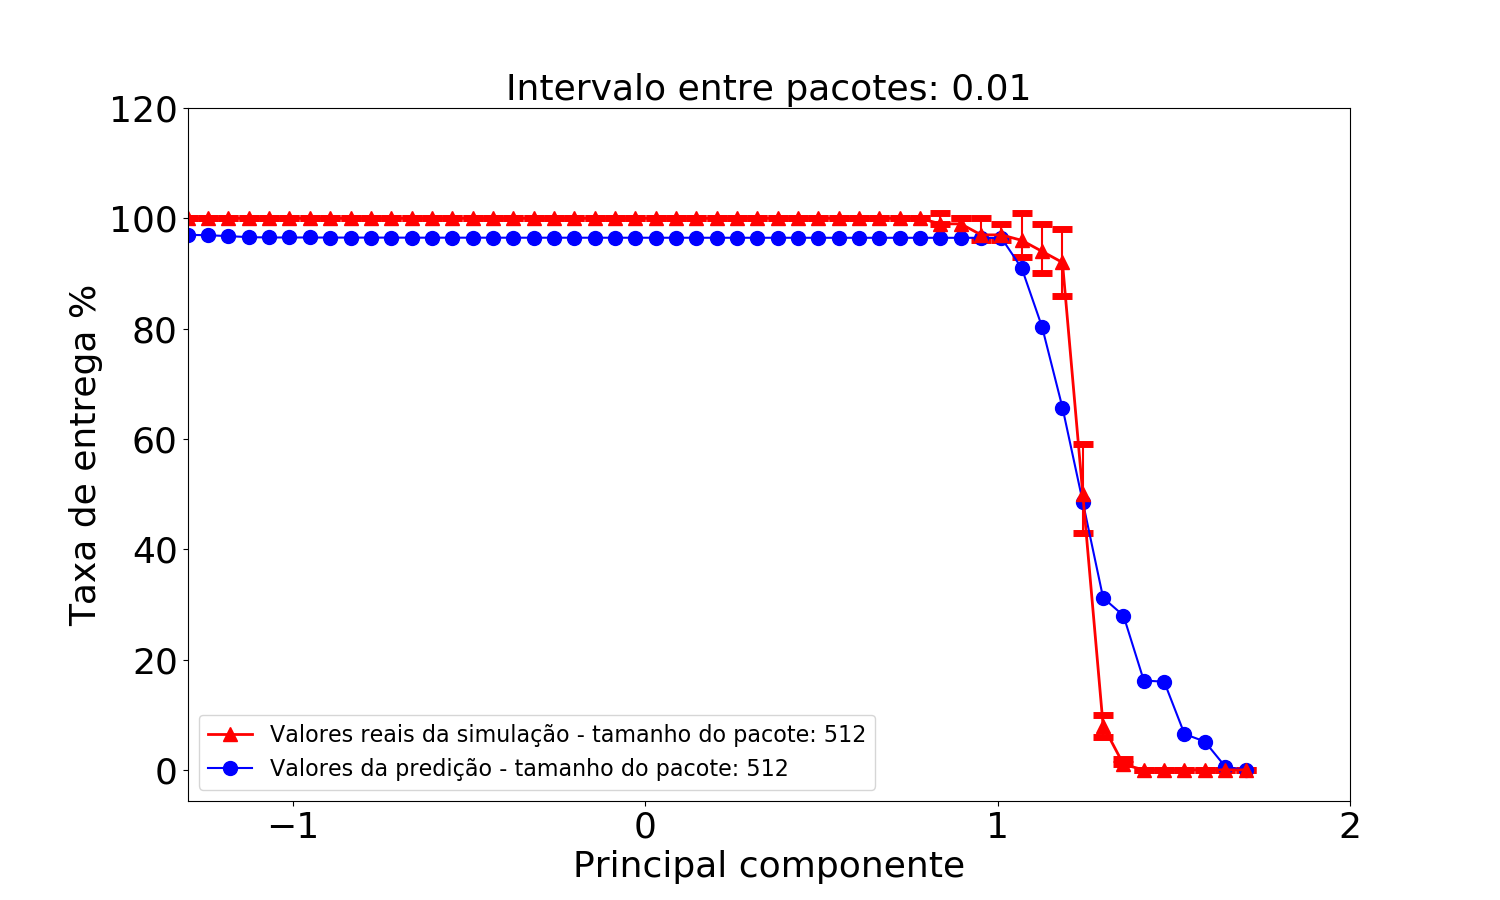 Intervalo entre pacotes: 0.01
120
100
80
60
40
20
0
Taxa de entrega %
Valores reais da simulação - tamanho do pacote: 512
Valores da predição - tamanho do pacote: 512
−1 0 1 2
Principal componente